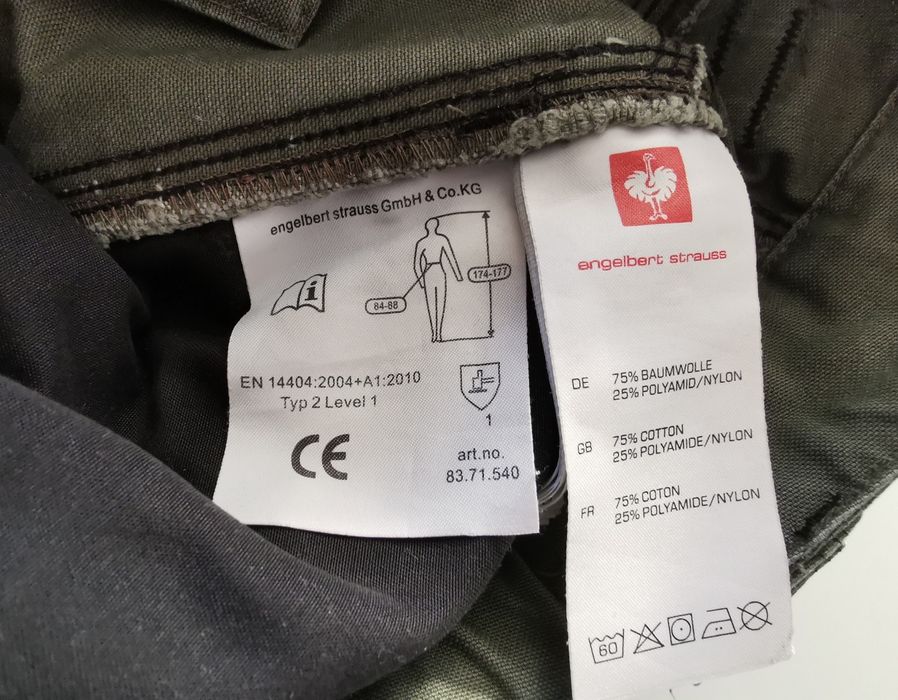 engelbert strauss GmbH & Co.KG
174-177
84-88
i
EN 14404:2004+A1:2010
Typ 2 Level 1
1
CE
art.no.
83.71.540
engelbert strauss
DE 75% BAUMWOLLE
25% POLYAMID/NYLON
GB 75% COTTON
25% POLYAMIDE/NYLON
FR 75% COTON
25% POLYAMIDE/NYLON
60